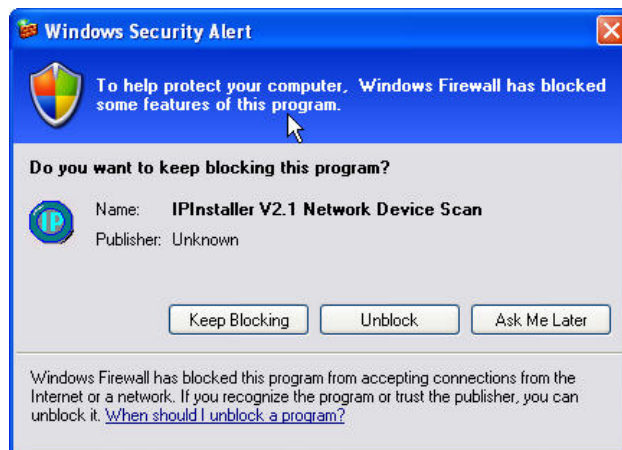 Windows Security Alert
To help protect your computer, Windows Firewall has blocked
some features of this program.
Do you want to keep blocking this program?
IP
Name: IPInstaller V2.1 Network Device Scan
Publisher: Unknown
Keep Blocking Unblock Ask Me Later
Windows Firewall has blocked this program from accepting connections from the
Internet or a network. If you recognize the program or trust the publisher, you can
unblock it. When should I unblock a program?